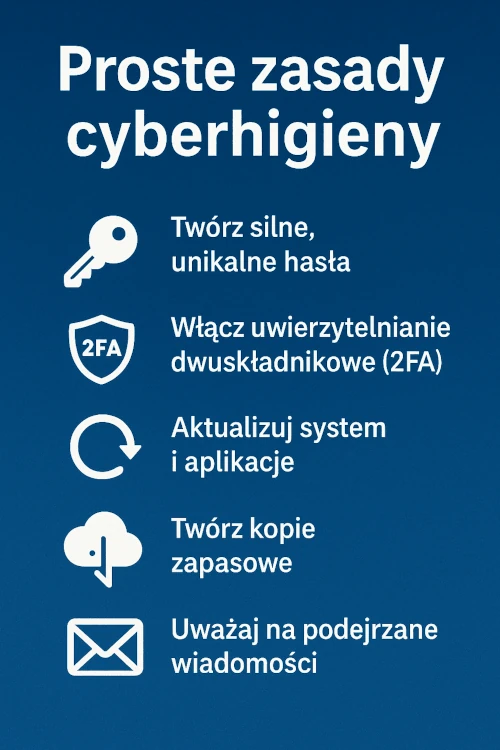 Proste zasady
cyberhigieny
Twórz silne,
unikalne hasła
2FA
Włącz uwierzytelnianie
dwuskładnikowe (2FA)
Aktualizuj system
i aplikacje
Twórz kopie
zapasowe
Uważaj na podejrzane
wiadomości